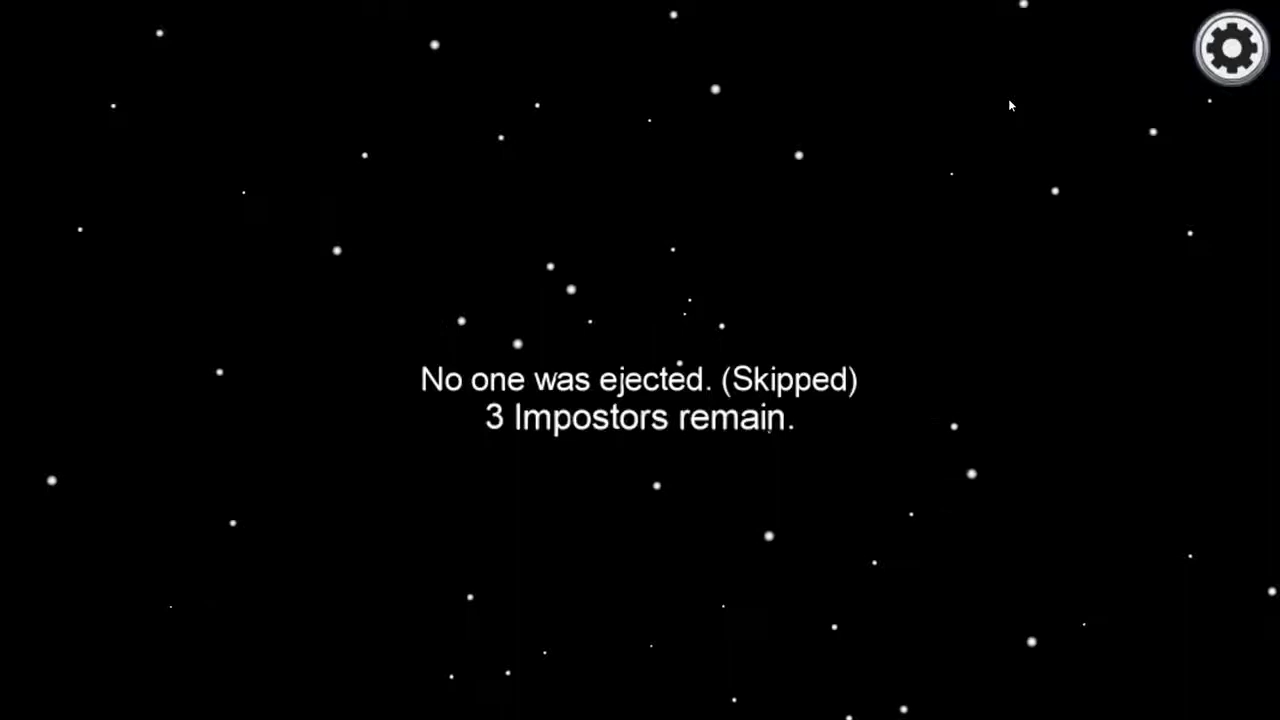 No one was ejected. (Skipped)
3 Impostors remain.